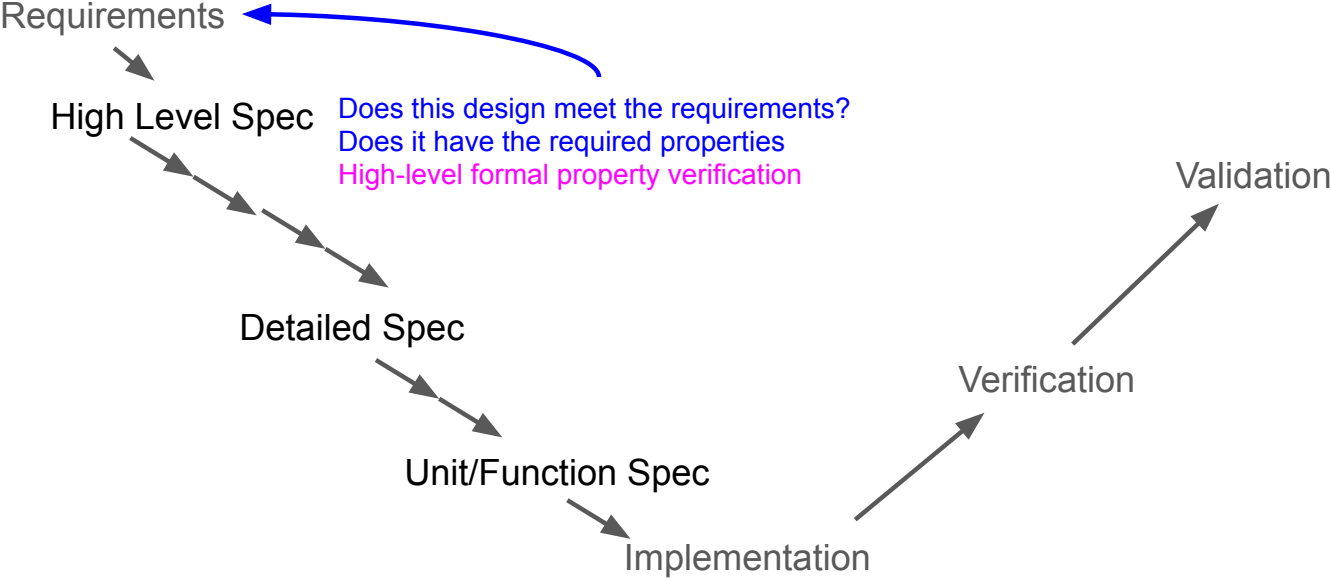 Requirements
High Level Spec
Does this design meet the requirements?
Does it have the required properties
High-level formal property verification
Validation
Detailed Spec
Verification
Unit/Function Spec
Implementation